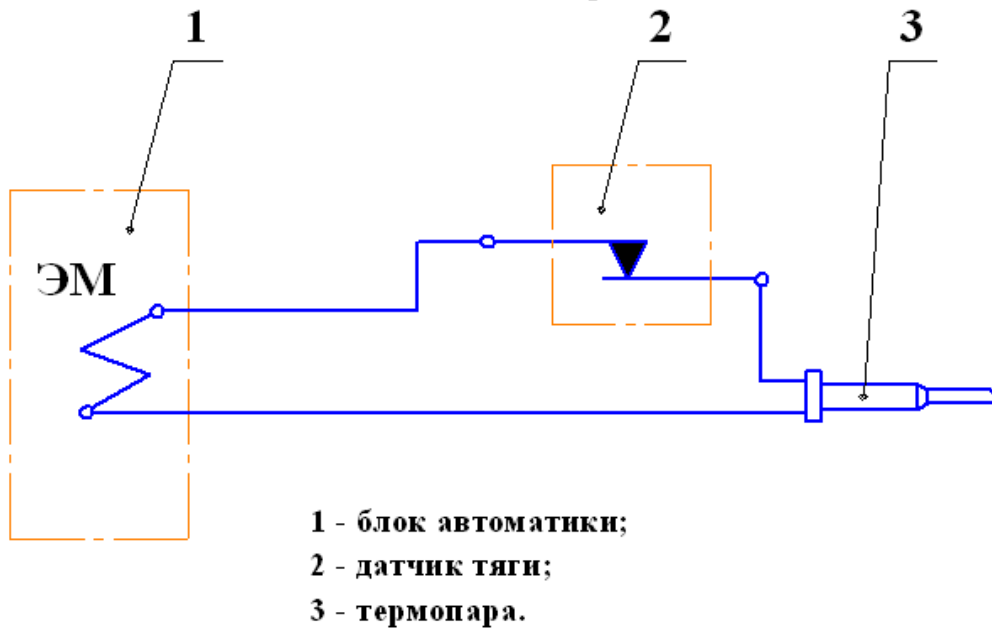 1 2 3
ЭМ
1 - блок автоматики;
2 - датчик тяги;
3 - термопара.